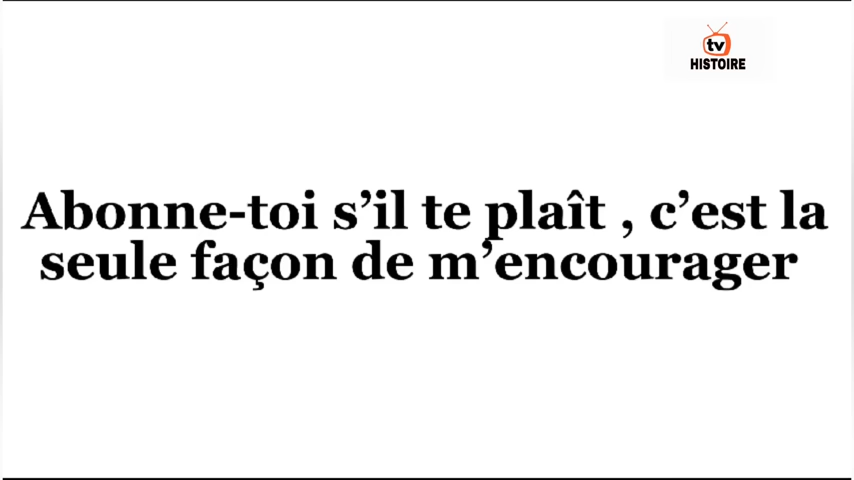 tv
HISTOIRE
Abonne-toi s’il te plaît , c’est la
seule façon de m’encourager